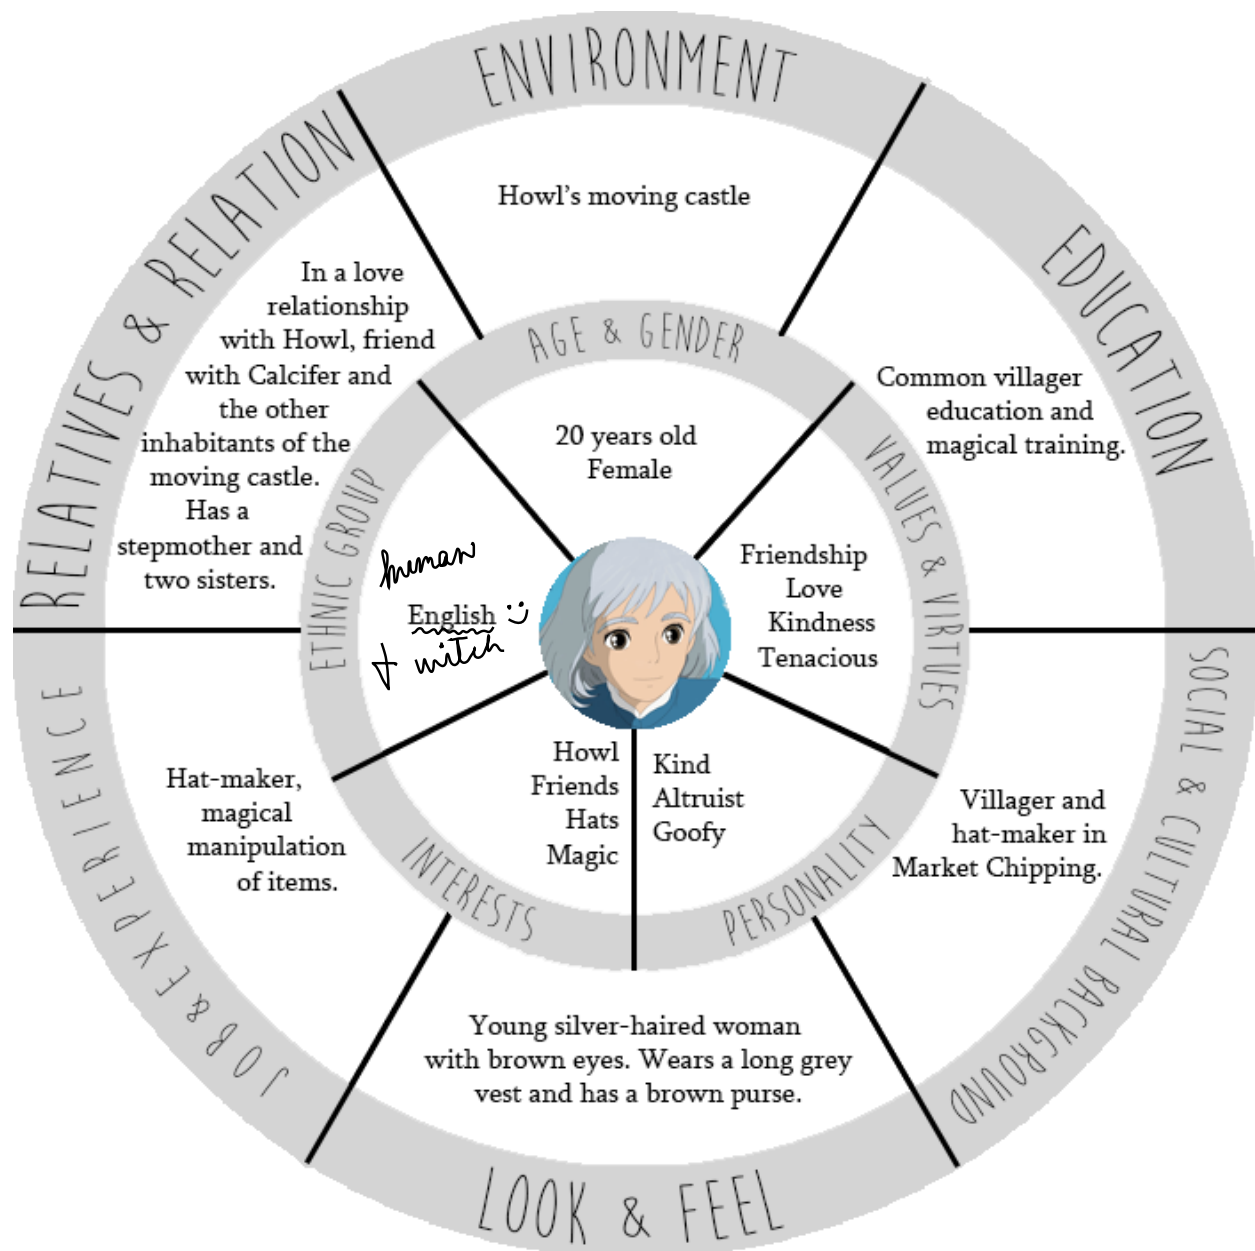 ENVIRONMENT
Howl's moving castle
EDUCATION
Common villager
education and
magical training.
SOCIAL & CULTURAL BACKGROUND
Villager and
hat-maker in
Market Chipping.
LOOK & FEEL
Young silver-haired woman
with brown eyes. Wears a long grey
vest and has a brown purse.
JOB & EXPERIENCE
Hat-maker,
magical
manipulation
of items.
RELATIVES & RELATION
In a love
relationship
with Howl, friend
with Calcifer and
the other
inhabitants of the
moving castle.
Has a
stepmother and
two sisters.
AGE & GENDER
20 years old
Female
VALUES & VIRTUES
Friendship
Love
Kindness
Tenacious
PERSONALITY
Kind
Altruist
Goofy
INTERESTS
Howl
Friends
Hats
Magic
ETHNIC GROUP
human
English
+ witch